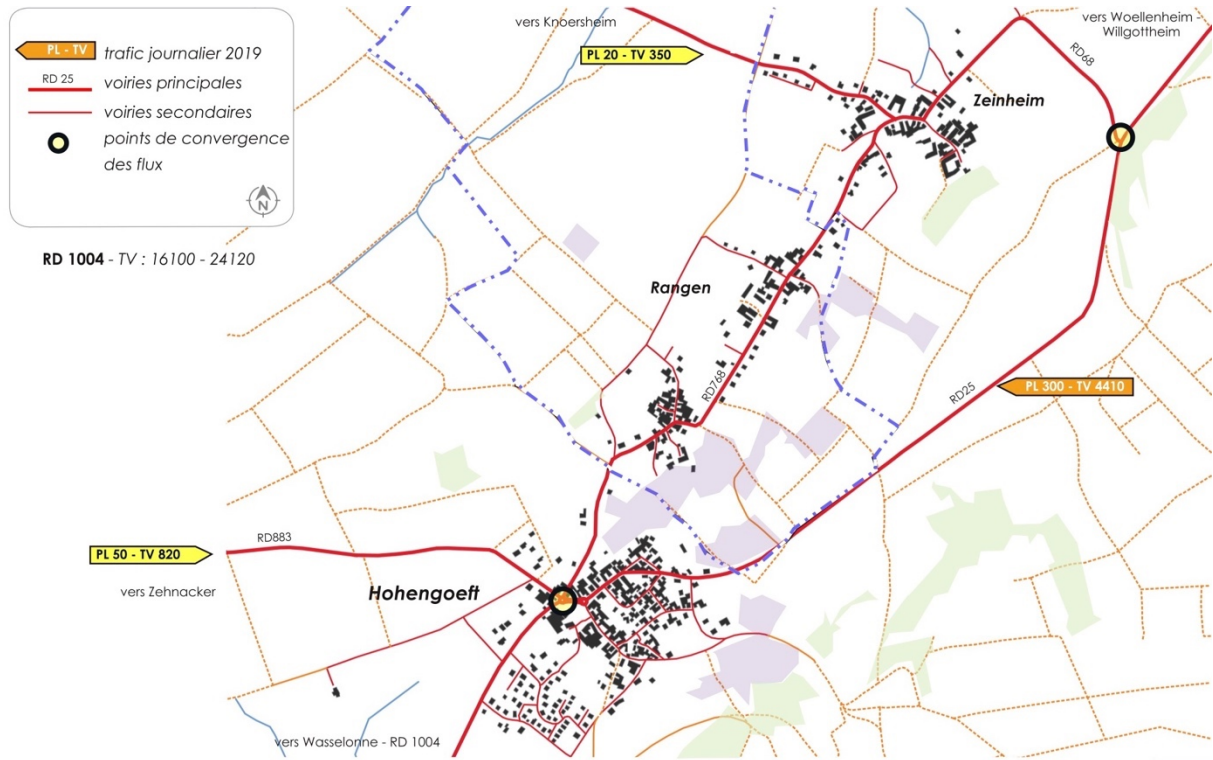 PL - TV
trafic journalier 2019
RD 25
voiries principales
voiries secondaires
points de convergence
des flux
N
RD 1004 - TV : 16100 - 24120
vers Knoersheim
PL 20 - TV 350
vers Woellenheim -
Willgottheim
RD68
Zeinheim
Rangen
RD768
RD25
PL 300 - TV 4410
RD883
PL 50 - TV 820
vers Zehnacker
Hohengoeft
vers Wasselonne - RD 1004